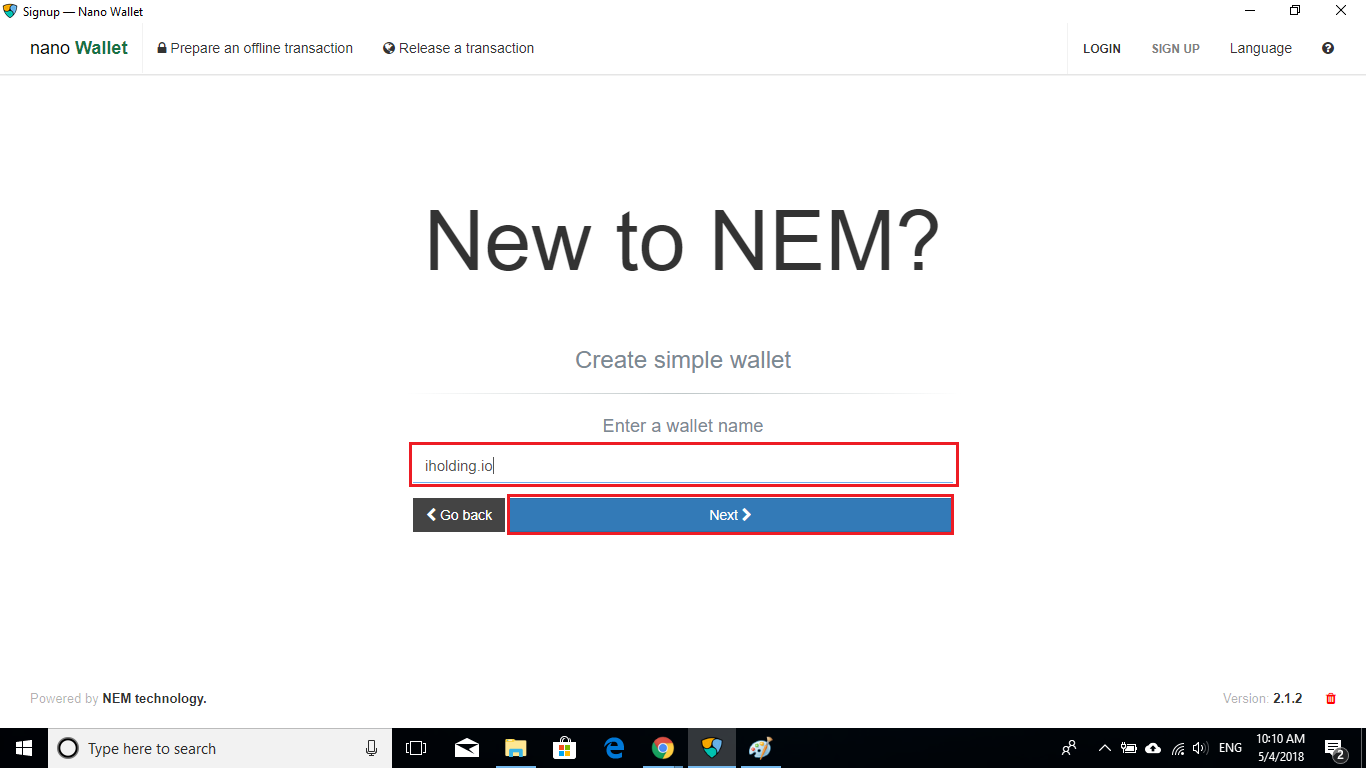 Signup — Nano Wallet
nano Wallet
Prepare an offline transaction
Release a transaction
LOGIN
SIGN UP
Language
New to NEM?
Create simple wallet
Enter a wallet name
iholding.io
Go back
Next
Powered by NEM technology.
Version: 2.1.2
Type here to search
ENG
10:10 AM
5/4/2018
2